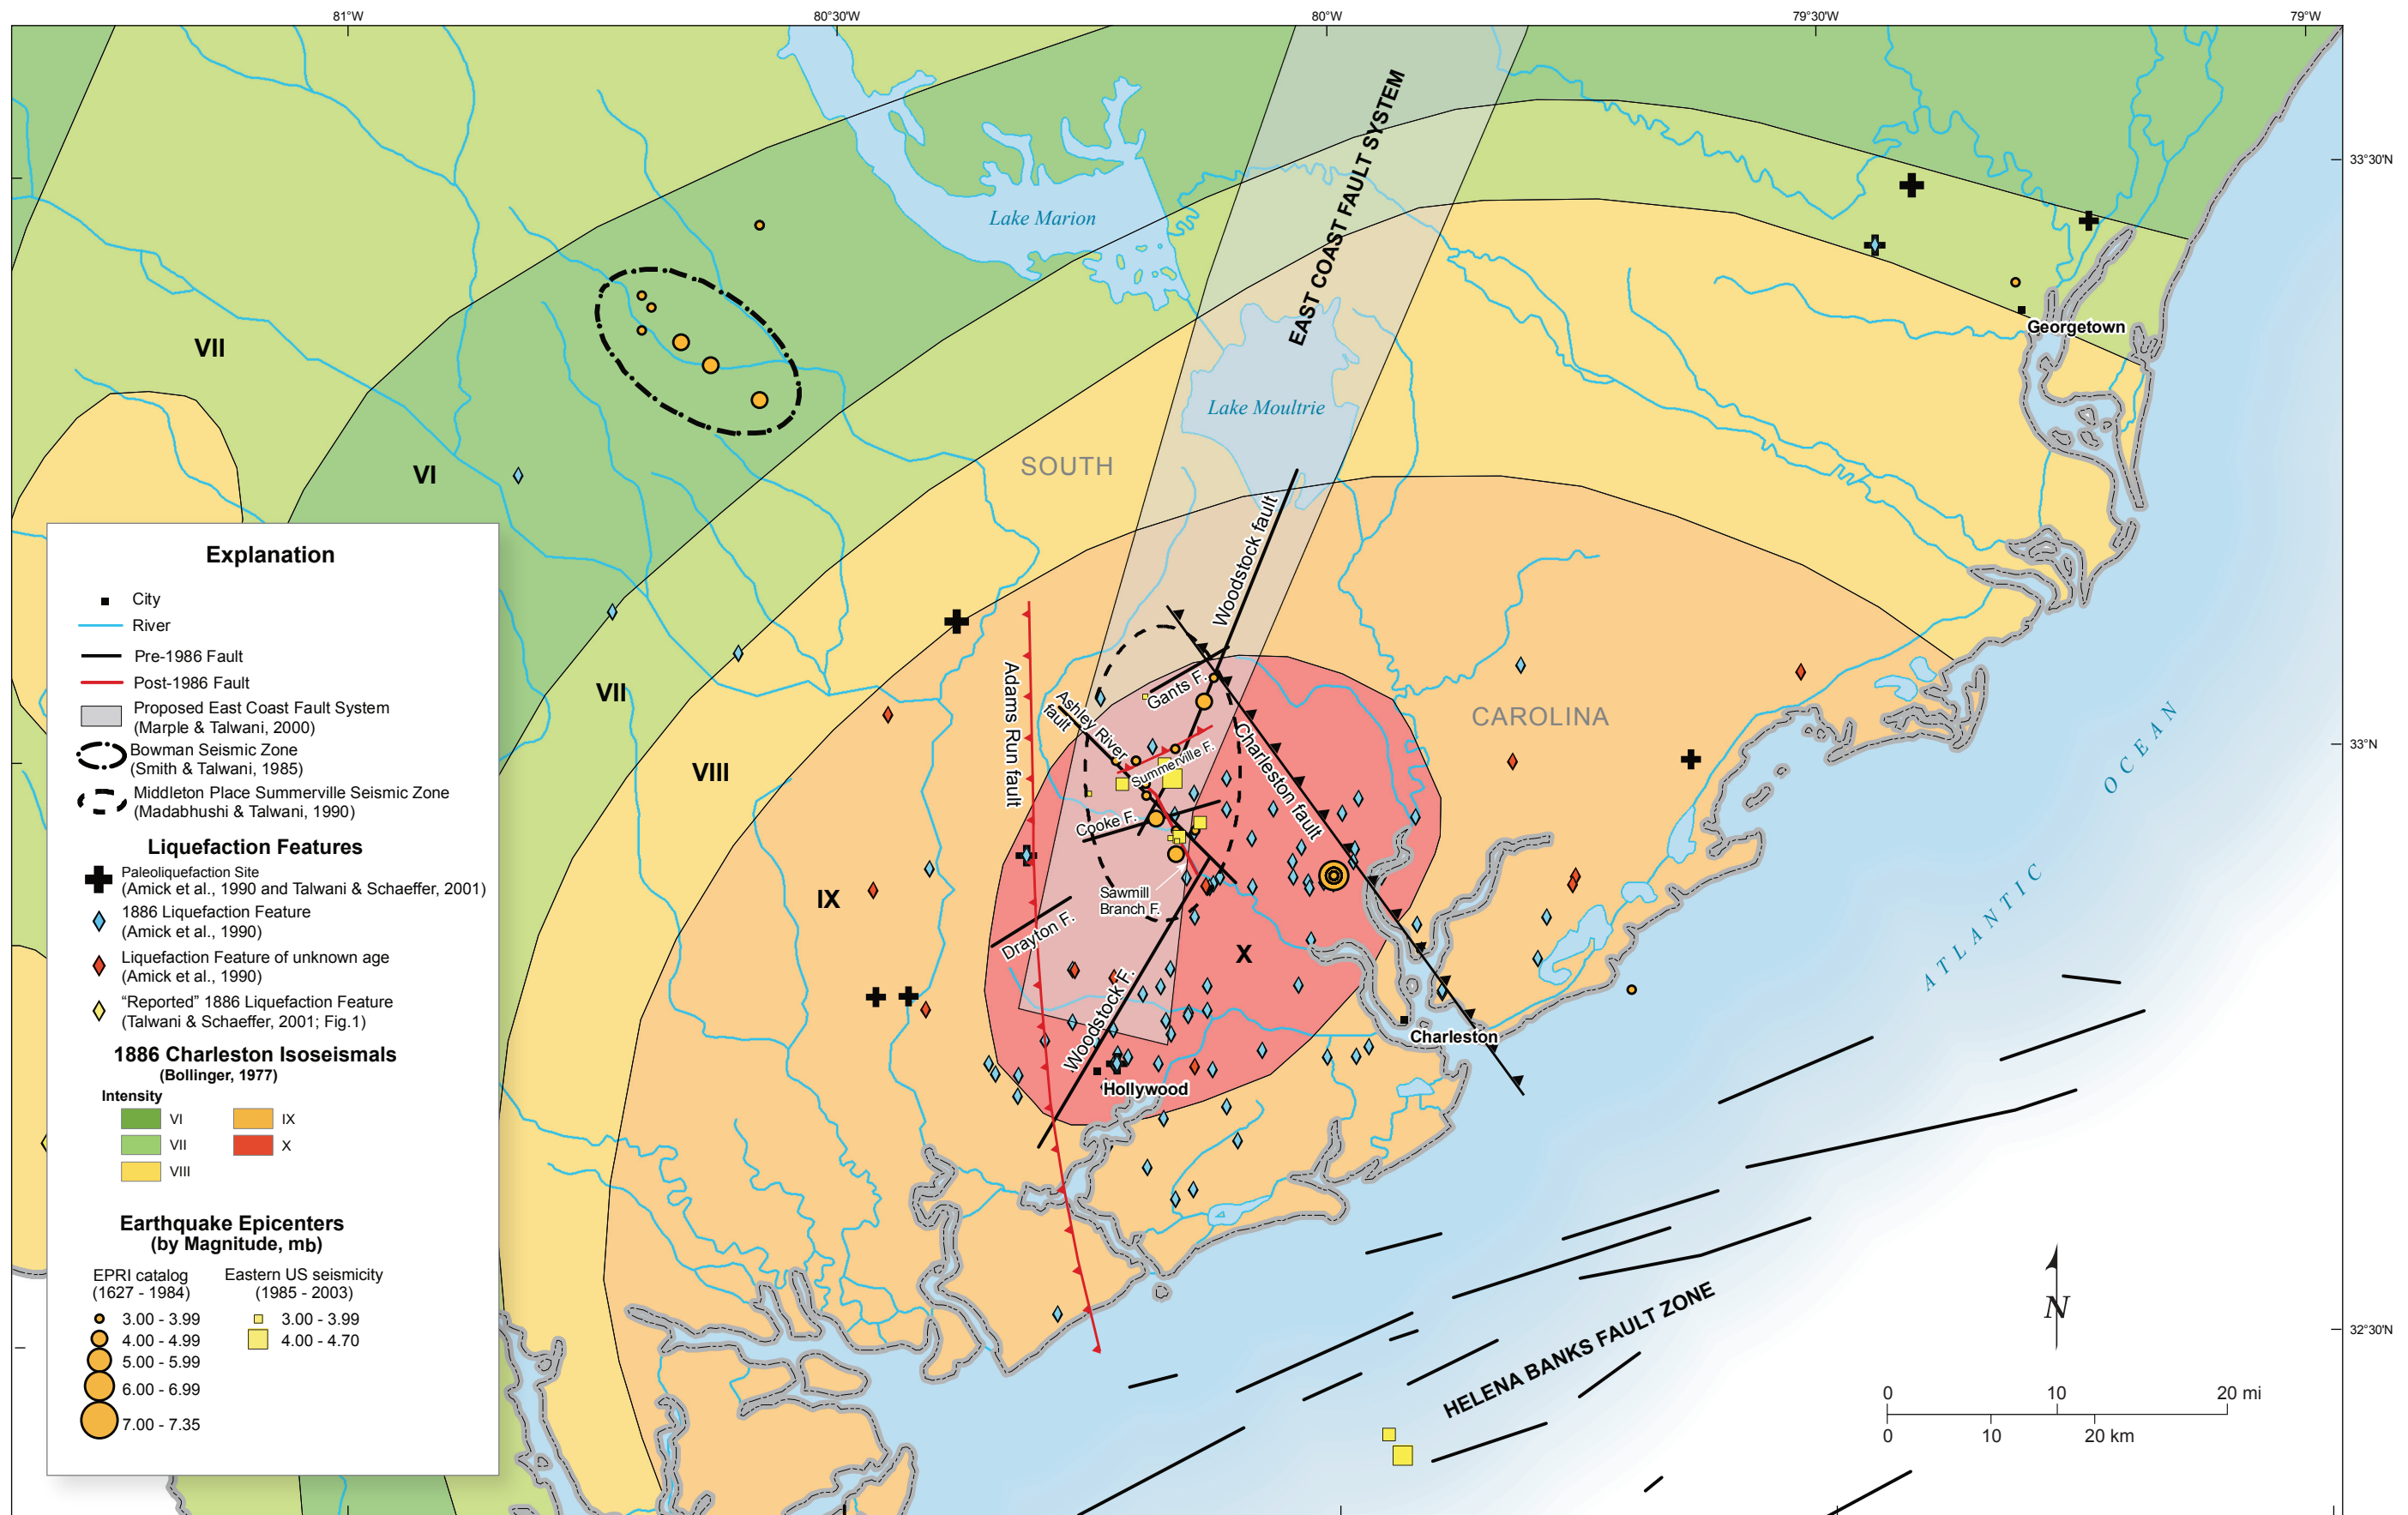 81°W
80°30'W
80°W
79°30'W
79°W
33°30'N
33°N
32°30'N
EAST COAST FAULT SYSTEM
Lake Marion
Lake Moultrie
Georgetown
VII
VI
SOUTH
CAROLINA
VII
VIII
IX
X
Woodstock fault
Adams Run fault
Ashley River
fault
Gants F.
Summerville F.
Charleston fault
Cooke F.
Sawmill
Branch F.
Drayton F.
Woodstock F.
Hollywood
Charleston
ATLANTIC
OCEAN
HELENA BANKS FAULT ZONE
N
0 10 20 mi
0 10 20 km
Explanation
City
River
Pre-1986 Fault
Post-1986 Fault
Proposed East Coast Fault System
(Marple & Talwani, 2000)
Bowman Seismic Zone
(Smith & Talwani, 1985)
Middleton Place Summerville Seismic Zone
(Madabhushi & Talwani, 1990)
Liquefaction Features
Paleoliquefaction Site
(Amick et al., 1990 and Talwani & Schaeffer, 2001)
1886 Liquefaction Feature
(Amick et al., 1990)
Liquefaction Feature of unknown age
(Amick et al., 1990)
“Reported” 1886 Liquefaction Feature
(Talwani & Schaeffer, 2001; Fig.1)
1886 Charleston Isoseismals
(Bollinger, 1977)
Intensity
VI IX
VII X
VIII
Earthquake Epicenters
(by Magnitude, mb)
EPRI catalog Eastern US seismicity
(1627 - 1984) (1985 - 2003)
3.00 - 3.99 3.00 - 3.99
4.00 - 4.99 4.00 - 4.70
5.00 - 5.99
6.00 - 6.99
7.00 - 7.35